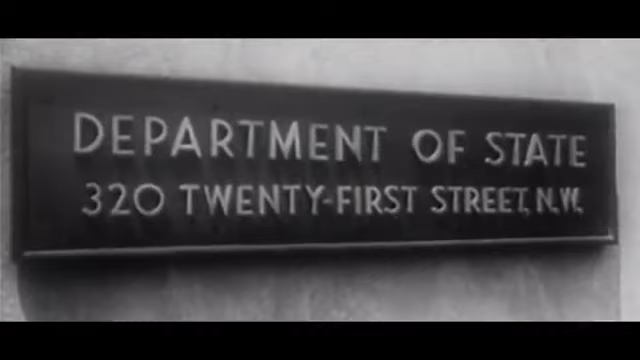 DEPARTMENT OF STATE
320 TWENTY-FIRST STREET, N.W.